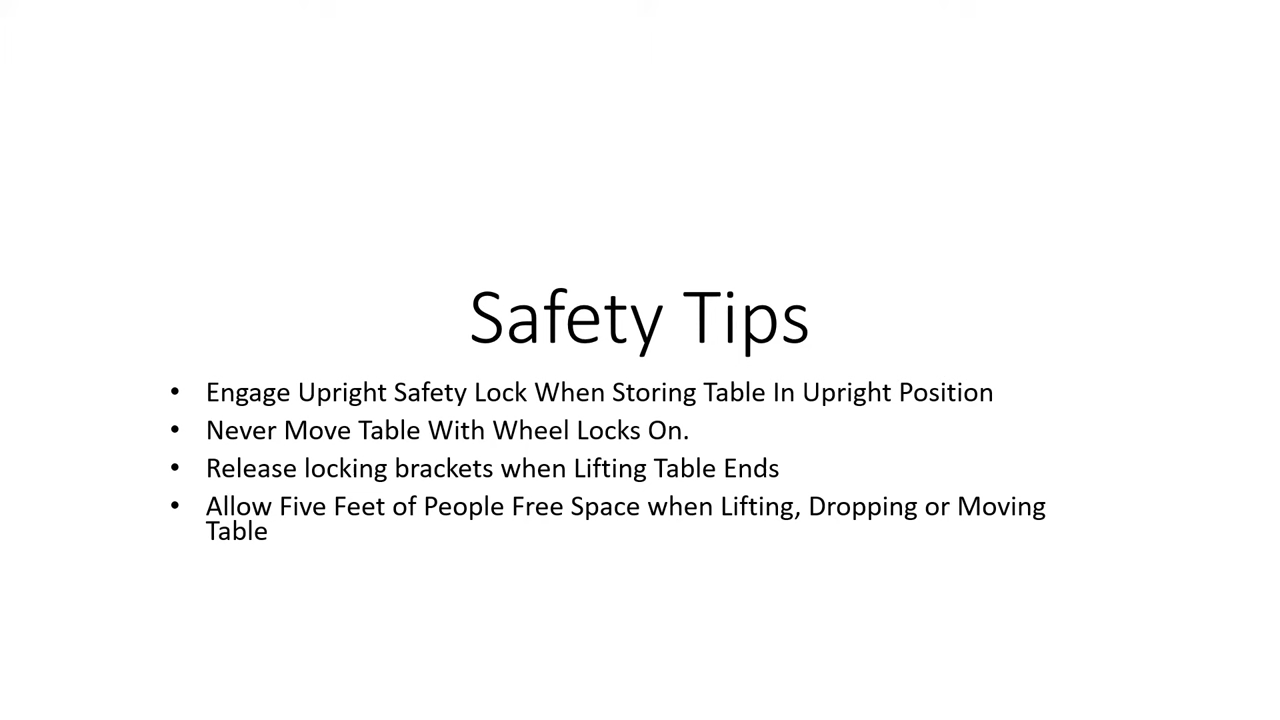 Safety Tips
• Engage Upright Safety Lock When Storing Table In Upright Position
• Never Move Table With Wheel Locks On.
• Release locking brackets when Lifting Table Ends
• Allow Five Feet of People Free Space when Lifting, Dropping or Moving
Table